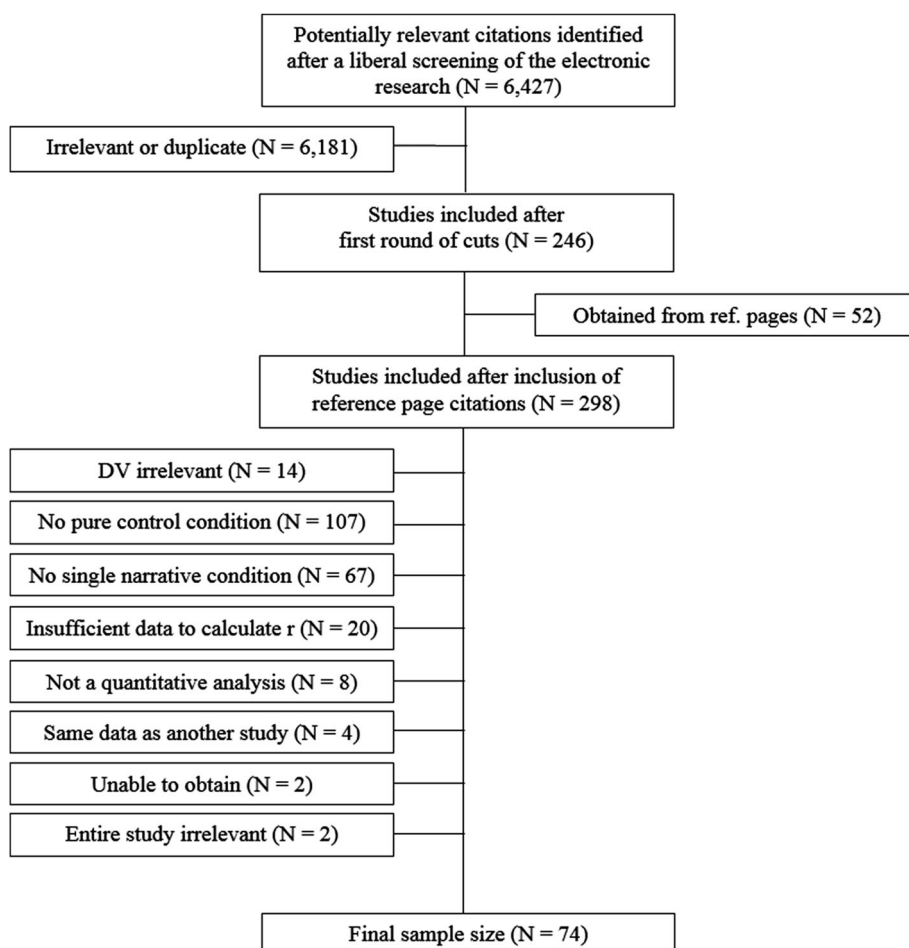 Potentially relevant citations identified
after a liberal screening of the electronic
research (N = 6,427)
Irrelevant or duplicate (N = 6,181)
Studies included after
first round of cuts (N = 246)
Obtained from ref. pages (N = 52)
Studies included after inclusion of
reference page citations (N = 298)
DV irrelevant (N = 14)
No pure control condition (N = 107)
No single narrative condition (N = 67)
Insufficient data to calculate r (N = 20)
Not a quantitative analysis (N = 8)
Same data as another study (N = 4)
Unable to obtain (N = 2)
Entire study irrelevant (N = 2)
Final sample size (N = 74)